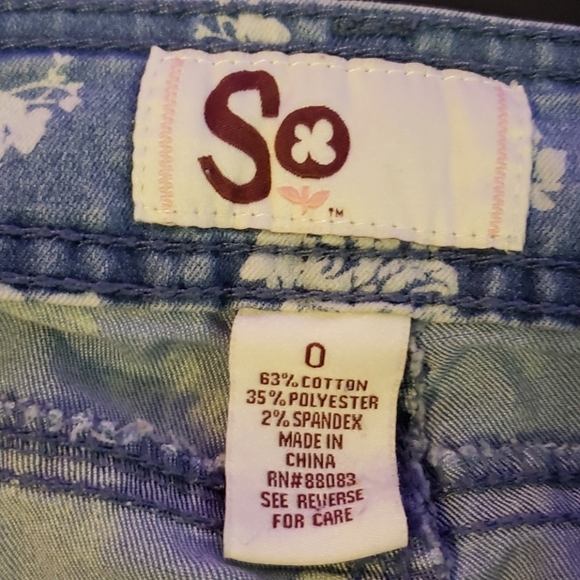 So
™
0
63% COTTON
35% POLYESTER
2% SPANDEX
MADE IN
CHINA
RN#88083
SEE REVERSE
FOR CARE